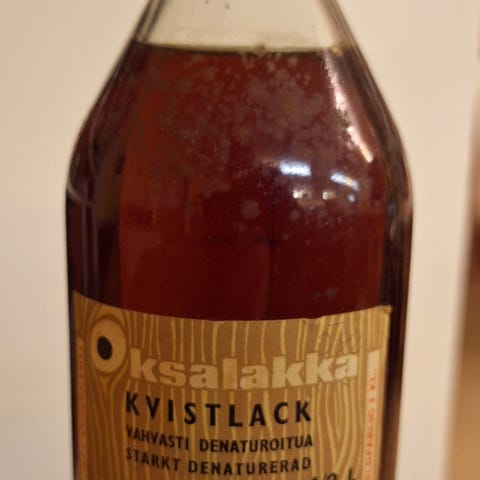 Oksalakka
KVISTLACK
VAHVASTI DENATUROITUA
STARKT DENATURERAD